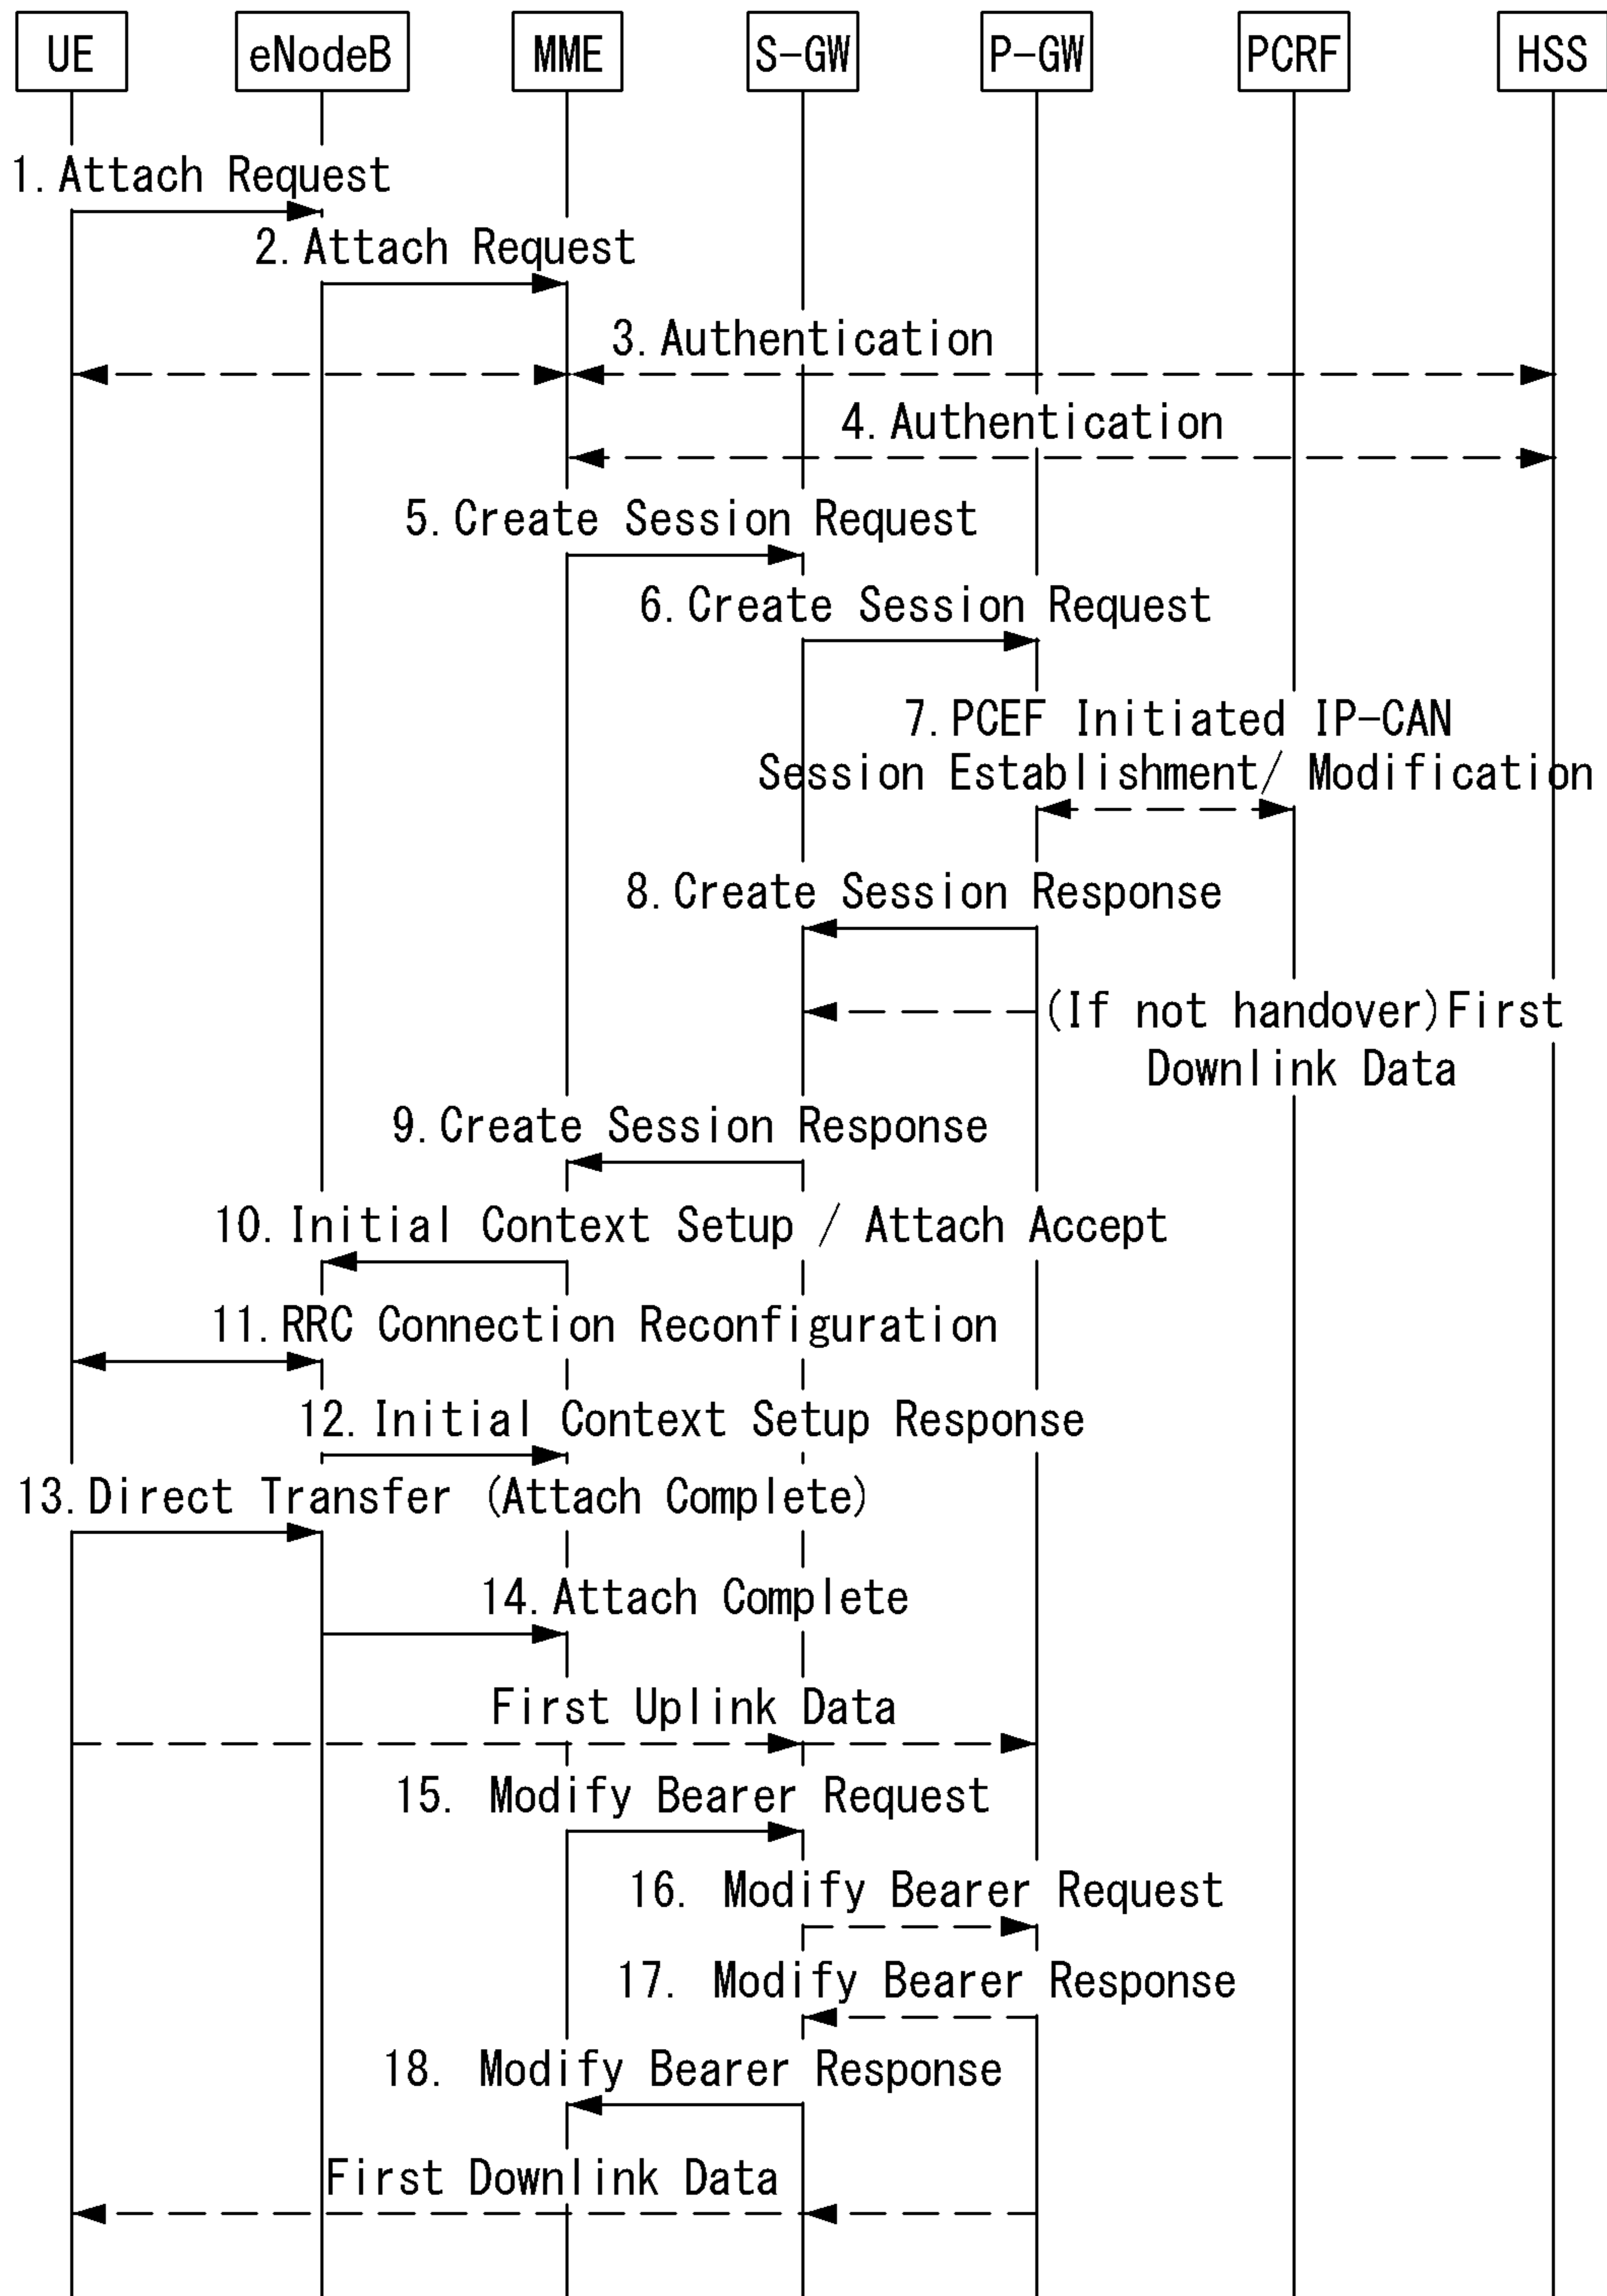 UE eNodeB MME S-GW P-GW PCRF HSS
1.Attach Request
2.Attach Request
3.Authentication
4.Authentication
5.Create Session Request
6.Create Session Request
7.PCEF Initiated IP-CAN
Session Establishment/ Modification
8.Create Session Response
(If not handover)First
Downlink Data
9.Create Session Response
10.Initial Context Setup / Attach Accept
11.RRC Connection Reconfiguration
12.Initial Context Setup Response
13.Direct Transfer (Attach Complete)
14.Attach Complete
First Uplink Data
15. Modify Bearer Request
16. Modify Bearer Request
17. Modify Bearer Response
18. Modify Bearer Response
First Downlink Data